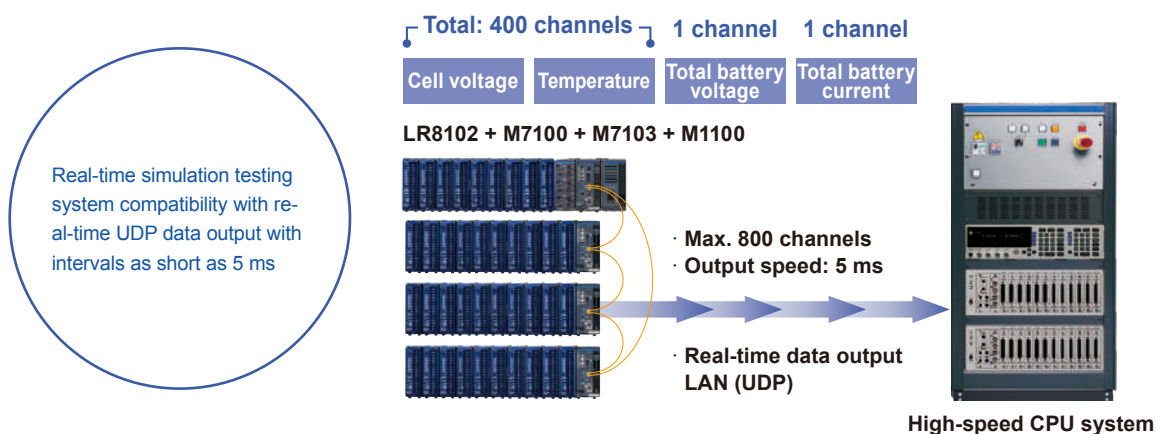 Total: 400 channels
1 channel
1 channel
Cell voltage
Temperature
Total battery
voltage
Total battery
current
LR8102 + M7100 + M7103 + M1100
Real-time simulation testing
system compatibility with re-
al-time UDP data output with
intervals as short as 5 ms
· Max. 800 channels
· Output speed: 5 ms
· Real-time data output
LAN (UDP)
High-speed CPU system